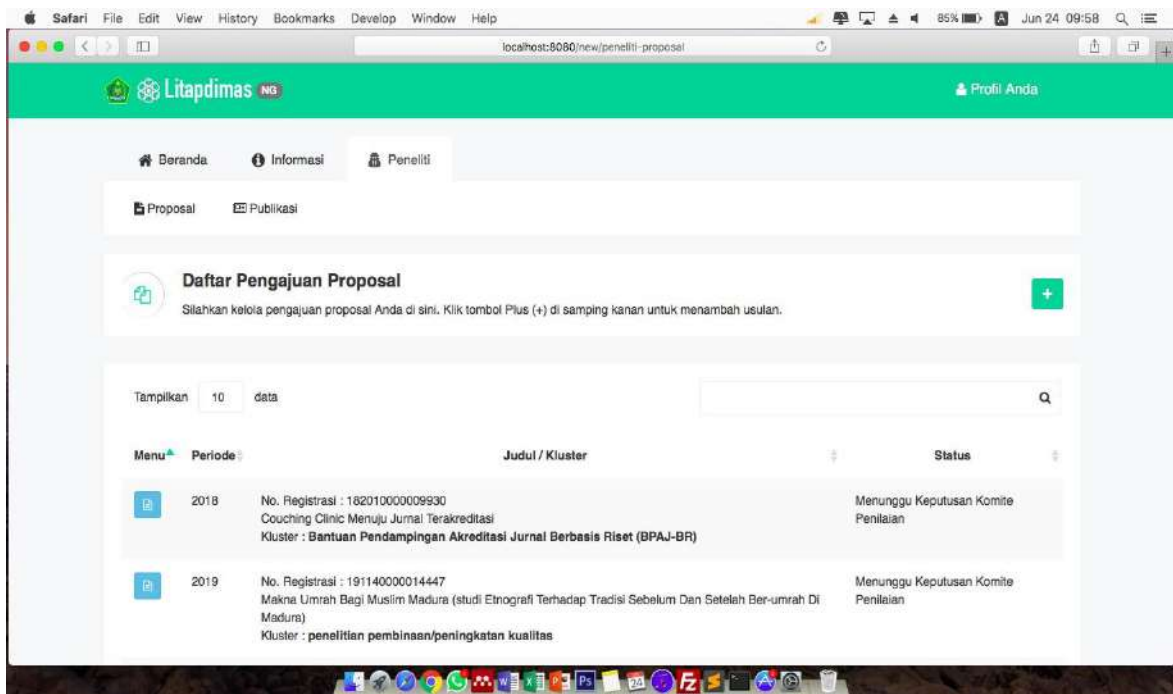 Safari File Edit View History Bookmarks Develop Window Help 85% A Jun 24 09:58
localhost:8080/new/peneliti-proposal
Litapdimas NG Profil Anda
Beranda Informasi Peneliti
Proposal Publikasi
Daftar Pengajuan Proposal
Silahkan kelola pengajuan proposal Anda di sini. Klik tombol Plus (+) di samping kanan untuk menambah usulan.
+
Tampilkan 10 data
Menu Periode Judul / Kluster Status
2018 No. Registrasi : 182010000009930 Menunggu Keputusan Komite
Couching Clinic Menuju Jurnal Terakreditasi Penilaian
Kluster : Bantuan Pendampingan Akreditasi Jurnal Berbasis Riset (BPAJ-BR)
2019 No. Registrasi : 191140000014447 Menunggu Keputusan Komite
Makna Umrah Bagi Muslim Madura (studi Etnografi Terhadap Tradisi Sebelum Dan Setelah Ber-umrah Di Penilaian
Madura)
Kluster : penelitian pembinaan/peningkatan kualitas
Ps 24 Fz S